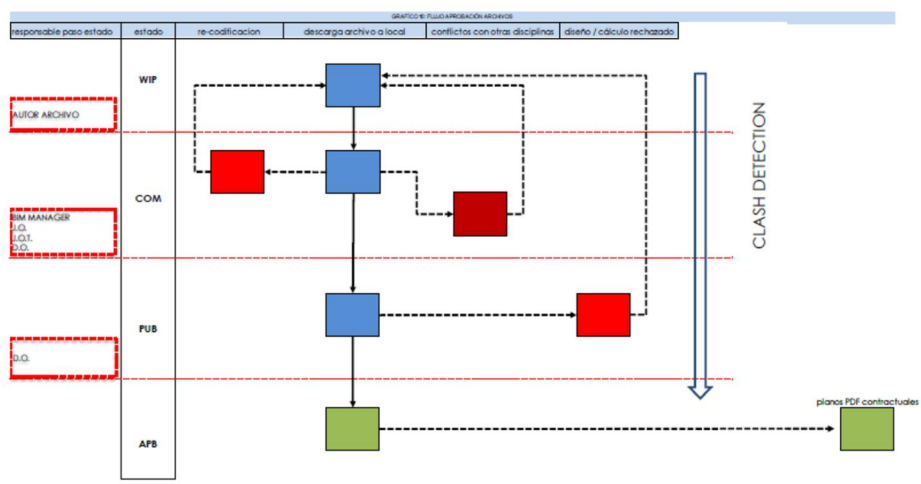 GRÁFICO 10: FLUJO APROBACIÓN ARCHIVOS
responsable paso estado
estado
re-codificacion
descarga archivo a local
conflictos con otras disciplinas
diseño / cálculo rechazado
WIP
AUTOR ARCHIVO
COM
BIM MANAGER
J.O.
J.O.T.
D.O.
CLASH DETECTION
PUB
D.O.
planos PDF contractuales
APB